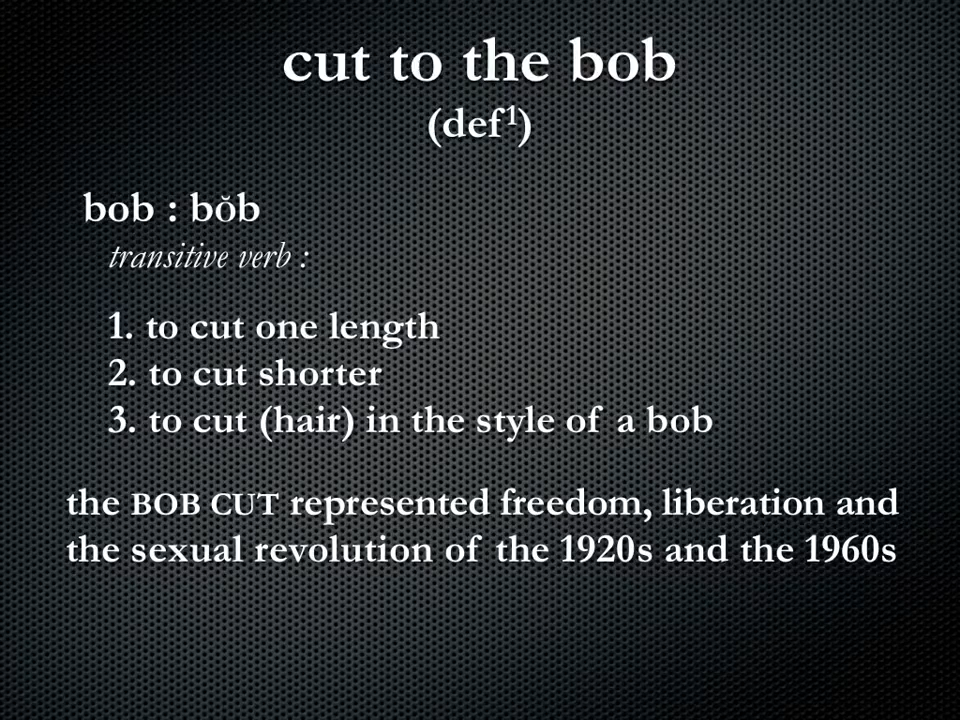 cut to the bob
(def¹)
bob : bŏb
transitive verb :
1. to cut one length
2. to cut shorter
3. to cut (hair) in the style of a bob
the BOB CUT represented freedom, liberation and
the sexual revolution of the 1920s and the 1960s